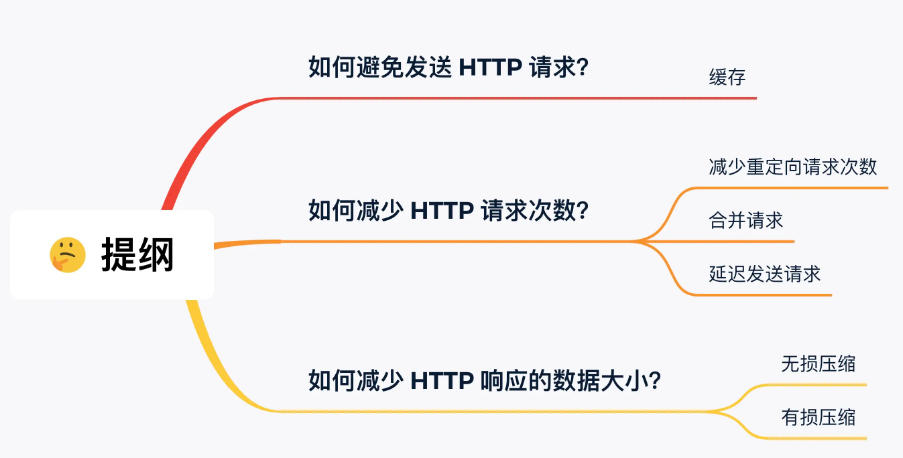 如何避免发送 HTTP 请求？
缓存
减少重定向请求次数
如何减少 HTTP 请求次数？
合并请求
提纲
延迟发送请求
无损压缩
如何减少 HTTP 响应的数据大小？
有损压缩